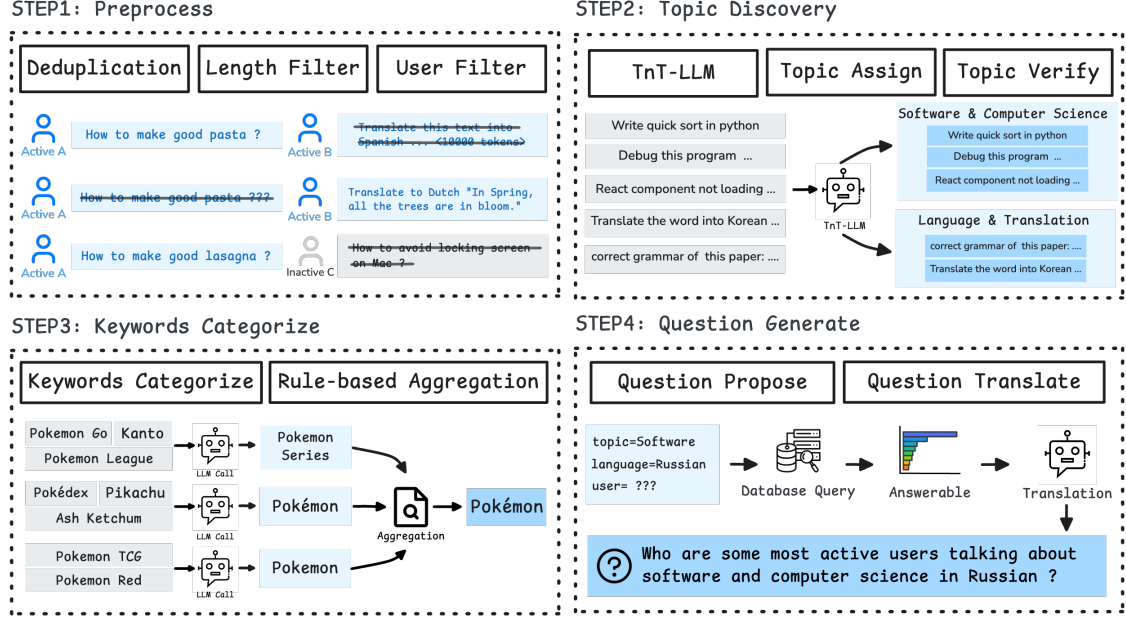 STEP1: Preprocess
Deduplication
Length Filter
User Filter
Active A
How to make good pasta ?
Active B
Translate this text into
Spanish ... <10000 tokens>
Active A
How to make good pasta ???
Active B
Translate to Dutch "In Spring,
all the trees are in bloom."
Active A
How to make good lasagna ?
Inactive C
How to avoid locking screen
on Mac ?
STEP2: Topic Discovery
TnT-LLM
Topic Assign
Topic Verify
Write quick sort in python
Debug this program ...
React component not loading ...
Translate the word into Korean ...
correct grammar of this paper: ....
TnT-LLM
Software & Computer Science
Write quick sort in python
Debug this program ...
React component not loading ...
Language & Translation
correct grammar of this paper: ....
Translate the word into Korean ...
STEP3: Keywords Categorize
Keywords Categorize
Rule-based Aggregation
Pokemon Go
Kanto
Pokemon League
LLM Call
Pokemon
Series
Pokédex
Pikachu
Ash Ketchum
LLM Call
Pokémon
Pokemon TCG
Pokemon Red
LLM Call
Pokemon
Aggregation
Pokémon
STEP4: Question Generate
Question Propose
Question Translate
topic=Software
language=Russian
user= ???
Database Query
Answerable
Translation
Who are some most active users talking about
software and computer science in Russian ?